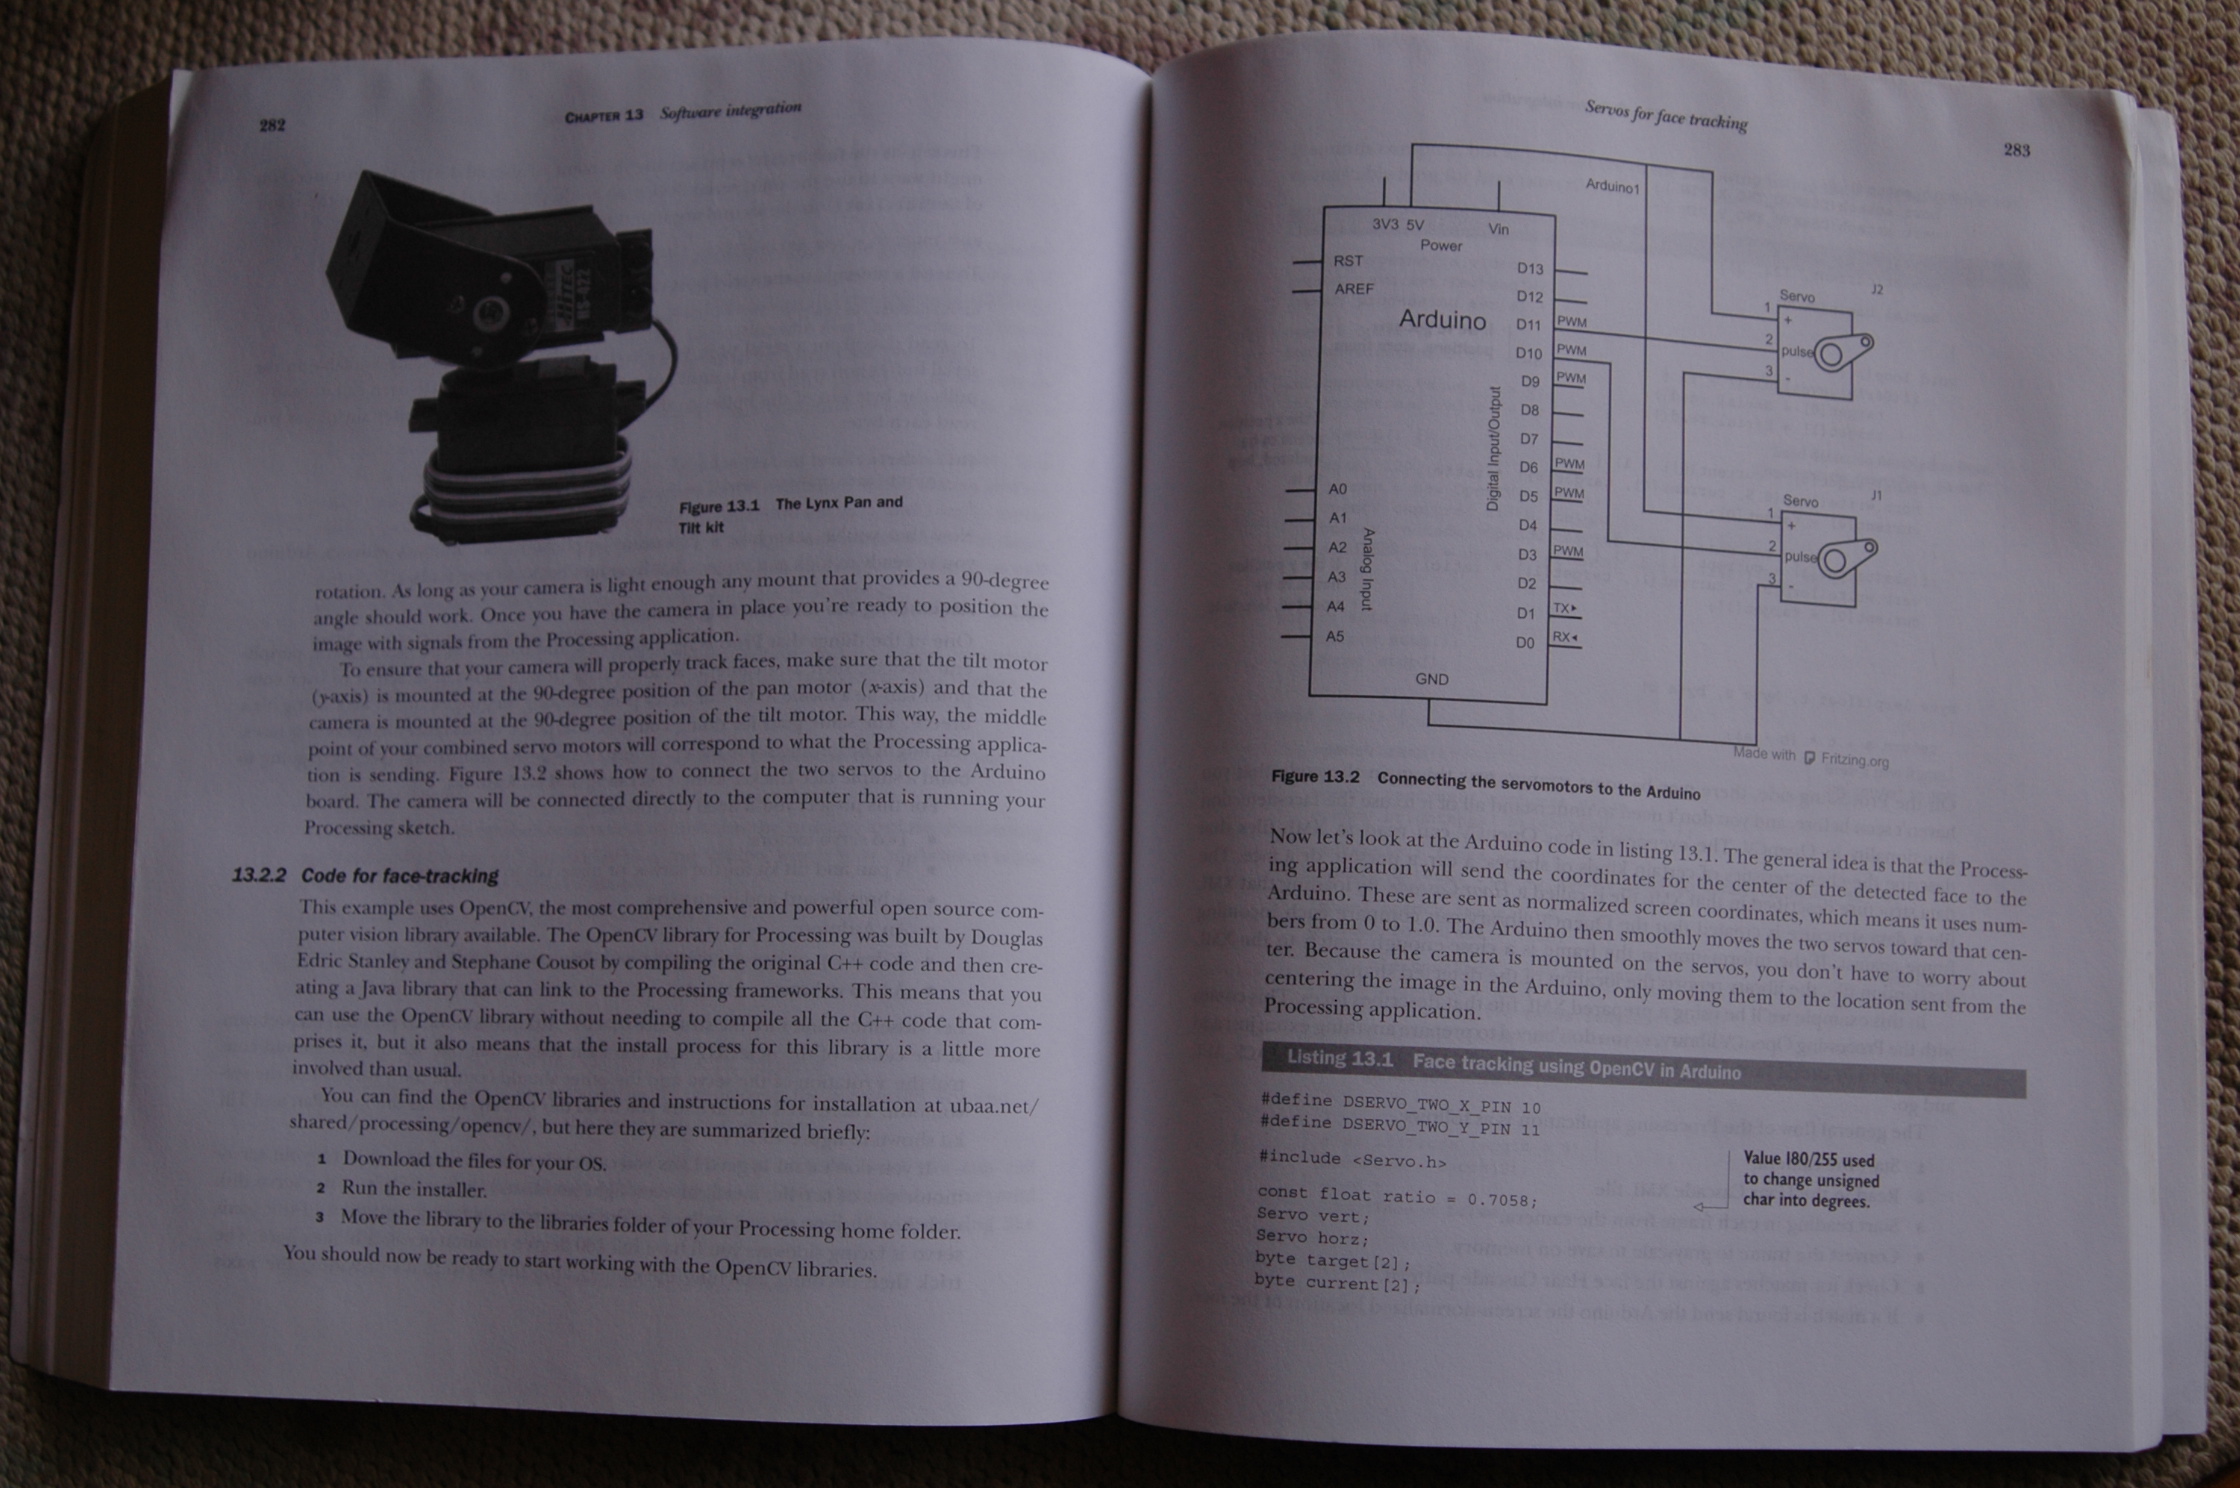 282
CHAPTER 13 Software integration
HITEC
HS-422
Figure 13.1 The Lynx Pan and
Tilt kit
rotation. As long as your camera is light enough any mount that provides a 90-degree
angle should work. Once you have the camera in place you're ready to position the
image with signals from the Processing application.
To ensure that your camera will properly track faces, make sure that the tilt motor
(y-axis) is mounted at the 90-degree position of the pan motor (x-axis) and that the
camera is mounted at the 90-degree position of the tilt motor. This way, the middle
point of your combined servo motors will correspond to what the Processing applica-
tion is sending. Figure 13.2 shows how to connect the two servos to the Arduino
board. The camera will be connected directly to the computer that is running your
Processing sketch.
13.2.2 Code for face-tracking
This example uses OpenCV, the most comprehensive and powerful open source com-
puter vision library available. The OpenCV library for Processing was built by Douglas
Edric Stanley and Stephane Cousot by compiling the original C++ code and then cre-
ating a Java library that can link to the Processing frameworks. This means that you
can use the OpenCV library without needing to compile all the C++ code that com-
prises it, but it also means that the install process for this library is a little more
involved than usual.
You can find the OpenCV libraries and instructions for installation at ubaa.net/
shared/processing/opencv/, but here they are summarized briefly:
1 Download the files for your OS.
2 Run the installer.
3 Move the library to the libraries folder of your Processing home folder.
You should now be ready to start working with the OpenCV libraries.
Servos for face tracking
283
Arduino1
3V3 5V Vin
Power
RST
AREF
Arduino
D13
D12
D11 PWM
D10 PWM
D9 PWM
D8
D7
D6 PWM
D5 PWM
D4
D3 PWM
D2
D1 TX
D0 RX
Digital Input/Output
A0
A1
A2
A3
A4
A5
Analog Input
GND
Servo J2
1 +
2 pulse
3 -
Servo J1
1 +
2 pulse
3 -
Made with Fritzing.org
Figure 13.2 Connecting the servomotors to the Arduino
Now let's look at the Arduino code in listing 13.1. The general idea is that the Process-
ing application will send the coordinates for the center of the detected face to the
Arduino. These are sent as normalized screen coordinates, which means it uses num-
bers from 0 to 1.0. The Arduino then smoothly moves the two servos toward that cen-
ter. Because the camera is mounted on the servos, you don't have to worry about
centering the image in the Arduino, only moving them to the location sent from the
Processing application.
Listing 13.1 Face tracking using OpenCV in Arduino
#define DSERVO_TWO_X_PIN 10
#define DSERVO_TWO_Y_PIN 11
#include <Servo.h>
const float ratio = 0.7058;
Servo vert;
Servo horz;
byte target[2];
byte current[2];
Value 180/255 used
to change unsigned
char into degrees.